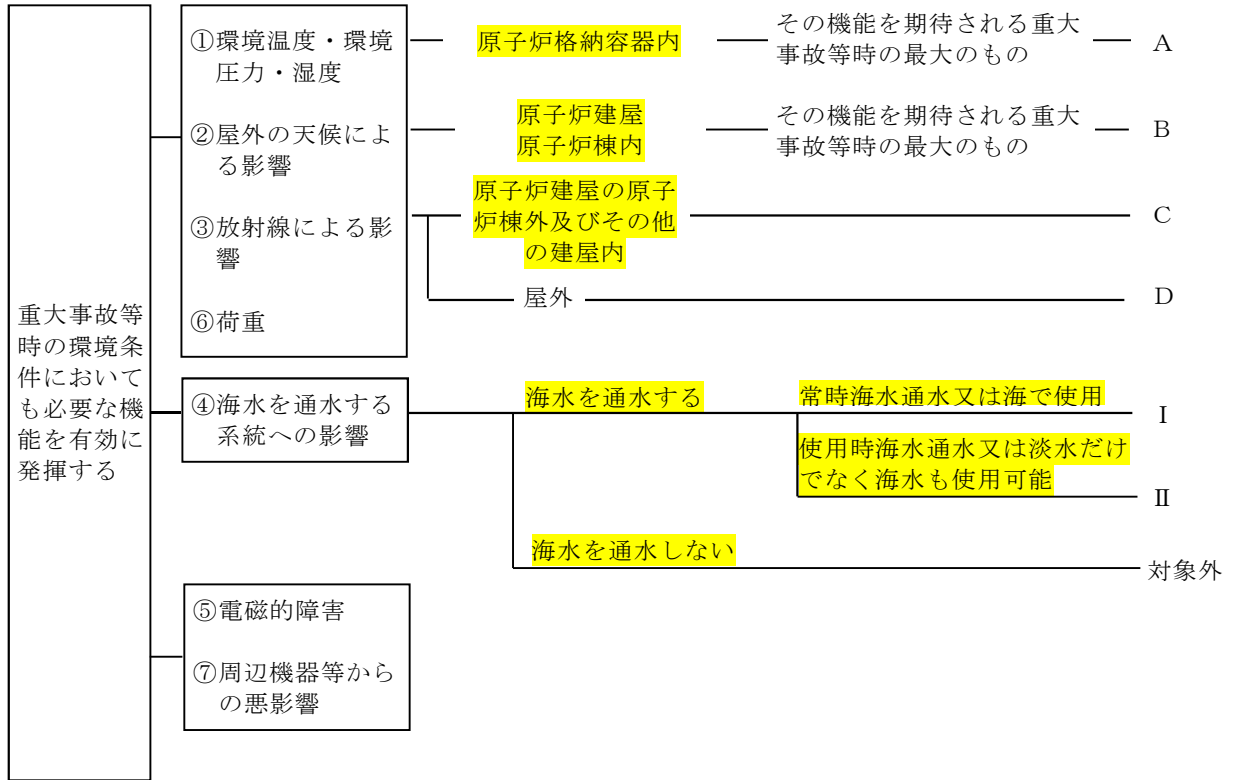 重大事故等
時の環境条
件において
も必要な機
能を有効に
発揮する
①環境温度・環境
圧力・湿度
②屋外の天候によ
る影響
③放射線による影
響
⑥荷重
原子炉格納容器内
その機能を期待される重大
事故等時の最大のもの
A
原子炉建屋
原子炉棟内
その機能を期待される重大
事故等時の最大のもの
B
原子炉建屋の原子
炉棟外及びその他
の建屋内
C
屋外
D
④海水を通水する
系統への影響
海水を通水する
常時海水通水又は海で使用
Ⅰ
使用時海水通水又は淡水だけ
でなく海水も使用可能
Ⅱ
海水を通水しない
対象外
⑤電磁的障害
⑦周辺機器等から
の悪影響